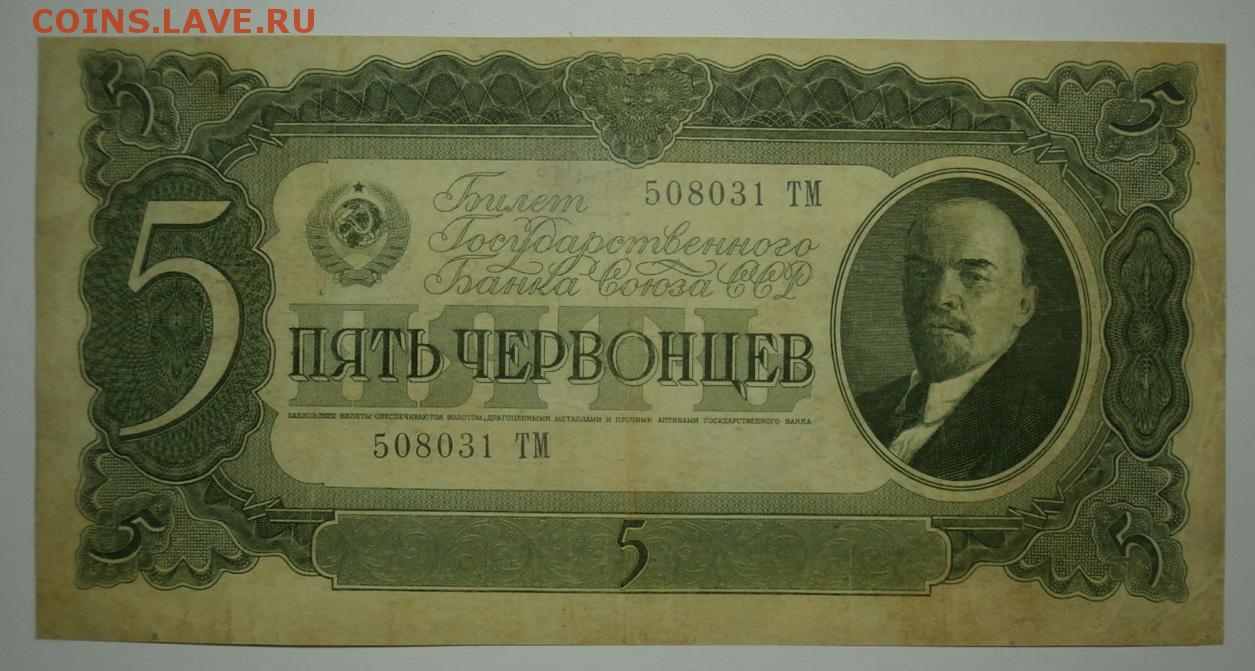 COINS.LAVE.RU
5 5
Билет 508031 ТМ
Государственного
Банка Союза ССР
5
ПЯТЬ
ПЯТЬ ЧЕРВОНЦЕВ
БАНКОВСКИЕ БИЛЕТЫ ОБЕСПЕЧИВАЮТСЯ ЗОЛОТОМ, ДРАГОЦЕННЫМИ МЕТАЛЛАМИ И ПРОЧИМИ АКТИВАМИ ГОСУДАРСТВЕННОГО БАНКА
508031 ТМ
5 5 5